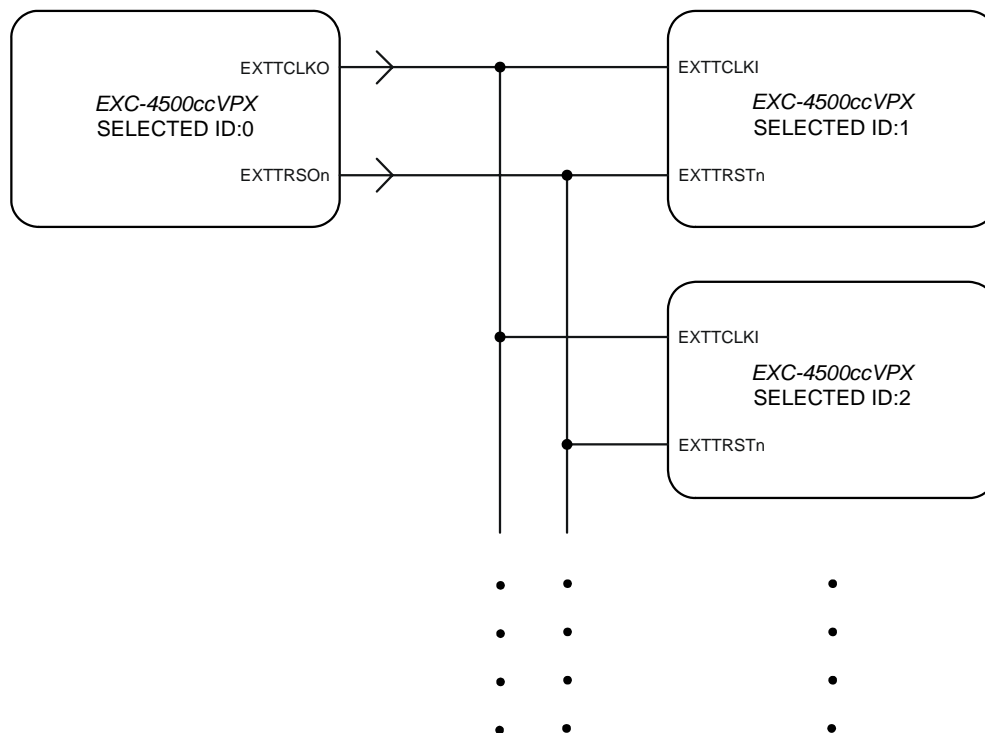 EXTTCLKO
EXC-4500ccVPX
SELECTED ID:0
EXTTRSOn
EXTTCLKI
EXC-4500ccVPX
SELECTED ID:1
EXTTRSTn
EXTTCLKI
EXC-4500ccVPX
SELECTED ID:2
EXTTRSTn